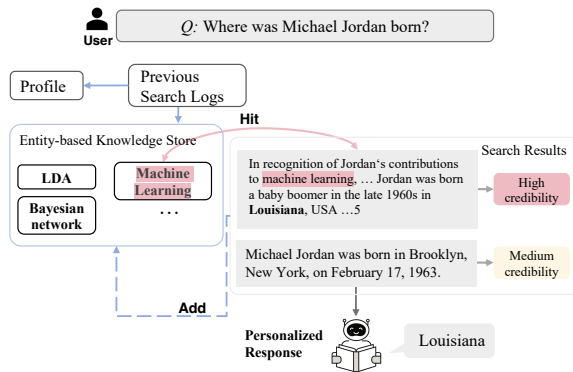 Q: Where was Michael Jordan born?
User
Profile
Previous
Search Logs
Hit
Entity-based Knowledge Store
LDA
Bayesian
network
Machine
Learning
...
Search Results
In recognition of Jordan‘s contributions
to machine learning, … Jordan was born
a baby boomer in the late 1960s in
Louisiana, USA …5
High
credibility
Michael Jordan was born in Brooklyn,
New York, on February 17, 1963.
Medium
credibility
Add
Personalized
Response
Louisiana